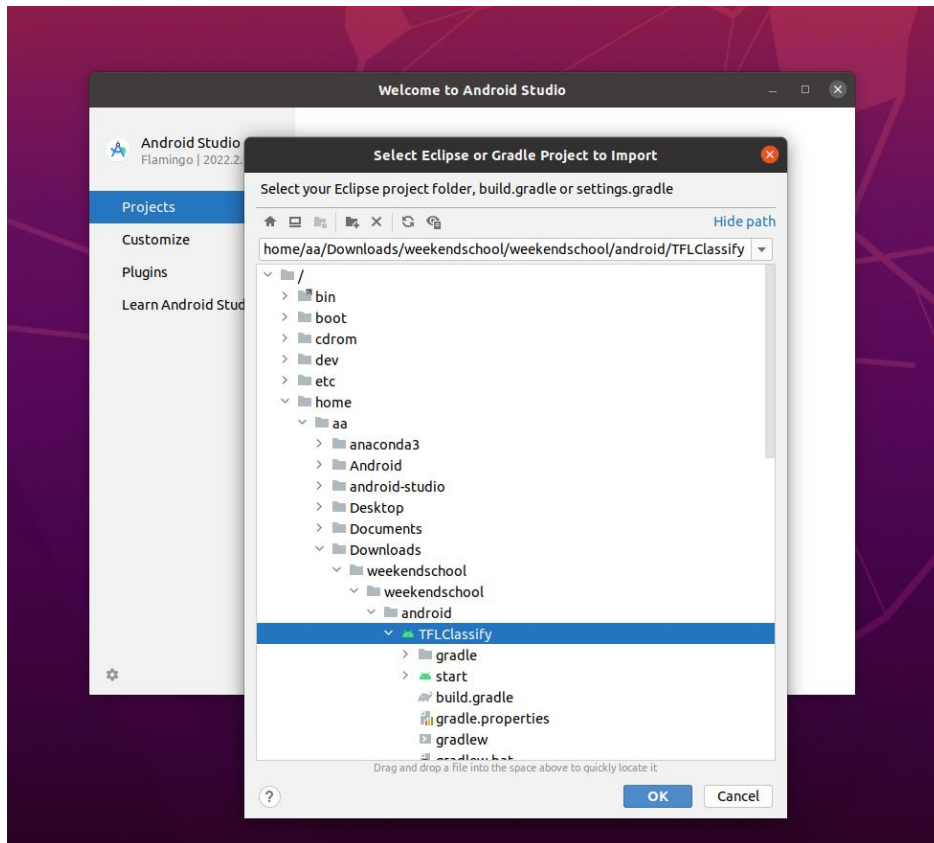 Welcome to Android Studio
Android Studio
Flamingo | 2022.2.
Projects
Customize
Plugins
Learn Android Stud
Select Eclipse or Gradle Project to Import
Select your Eclipse project folder, build.gradle or settings.gradle
Hide path
home/aa/Downloads/weekendschool/weekendschool/android/TFLClassify
/
bin
boot
cdrom
dev
etc
home
aa
anaconda3
Android
android-studio
Desktop
Documents
Downloads
weekendschool
weekendschool
android
TFLClassify
gradle
start
build.gradle
gradle.properties
gradlew
gradlew.bat
Drag and drop a file into the space above to quickly locate it
?
OK
Cancel